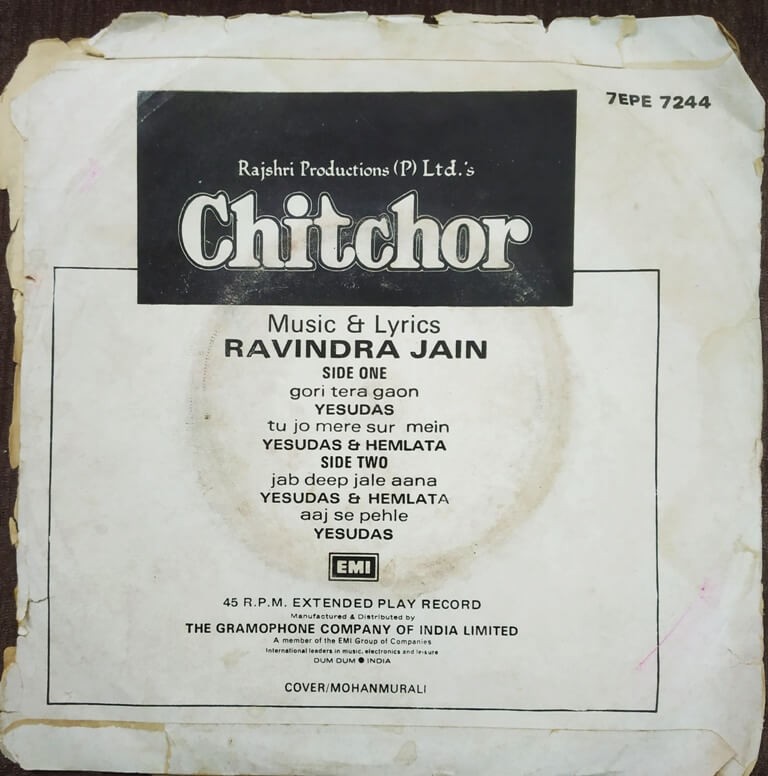 7EPE 7244
Rajshri Productions (P) Ltd.'s
Chitchor
Music & Lyrics
RAVINDRA JAIN
SIDE ONE
gori tera gaon
YESUDAS
tu jo mere sur mein
YESUDAS & HEMLATA
SIDE TWO
jab deep jale aana
YESUDAS & HEMLATA
aaj se pehle
YESUDAS
EMI
45 R.P.M. EXTENDED PLAY RECORD
Manufactured & Distributed by
THE GRAMOPHONE COMPANY OF INDIA LIMITED
A member of the EMI Group of Companies
International leaders in music, electronics and leisure
DUM DUM ● INDIA
COVER/MOHANMURALI